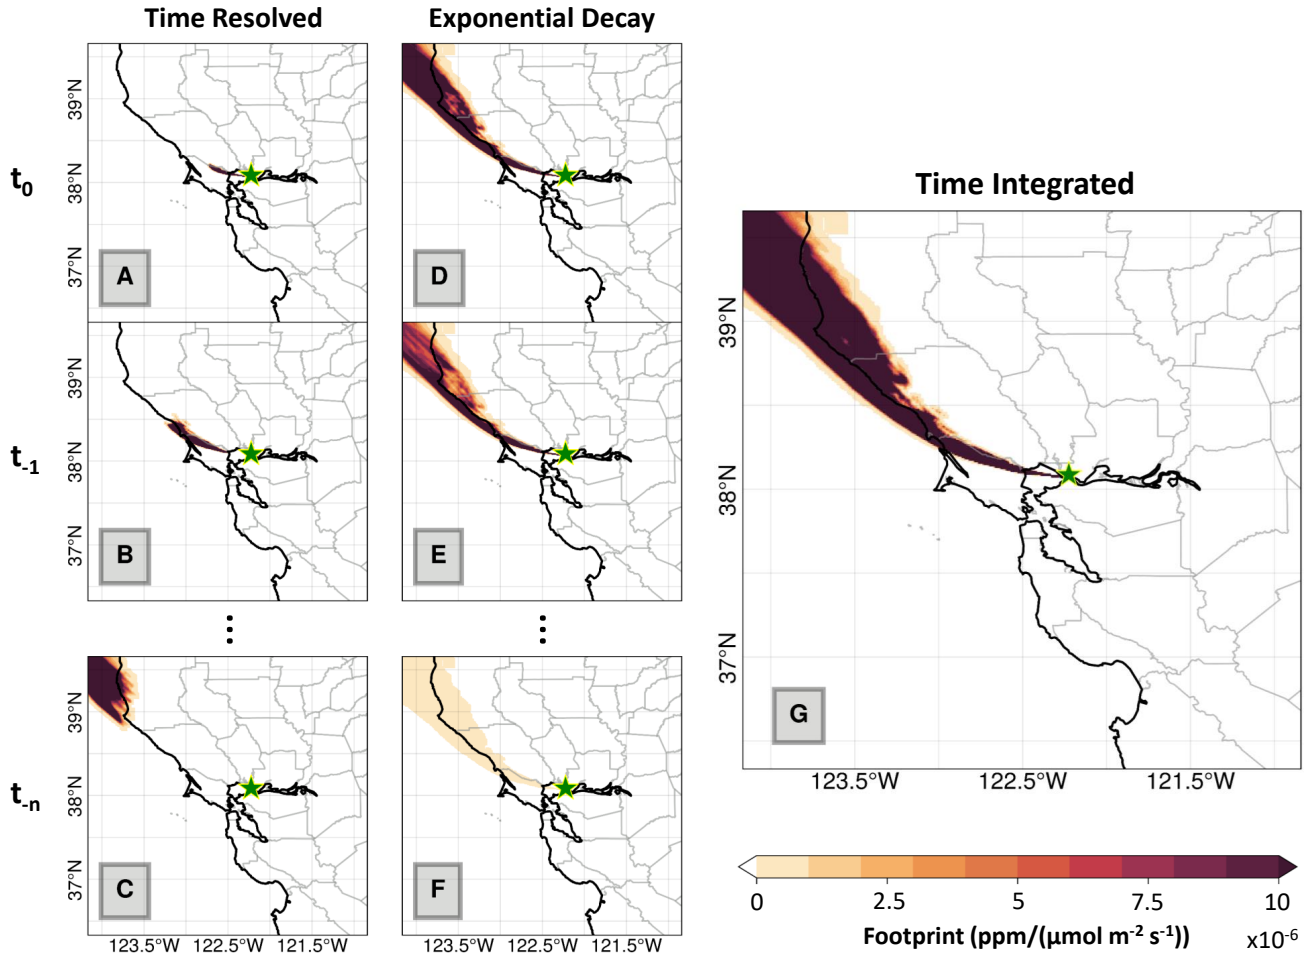 Time Resolved
Exponential Decay
t0
39°N
38°N
37°N
A
D
t-1
39°N
38°N
37°N
B
E
⋮
⋮
t-n
39°N
38°N
37°N
C
F
123.5°W 122.5°W 121.5°W
123.5°W 122.5°W 121.5°W
Time Integrated
39°N
38°N
37°N
G
123.5°W 122.5°W 121.5°W
0 2.5 5 7.5 10
Footprint (ppm/(µmol m⁻² s⁻¹)) x10⁻⁶